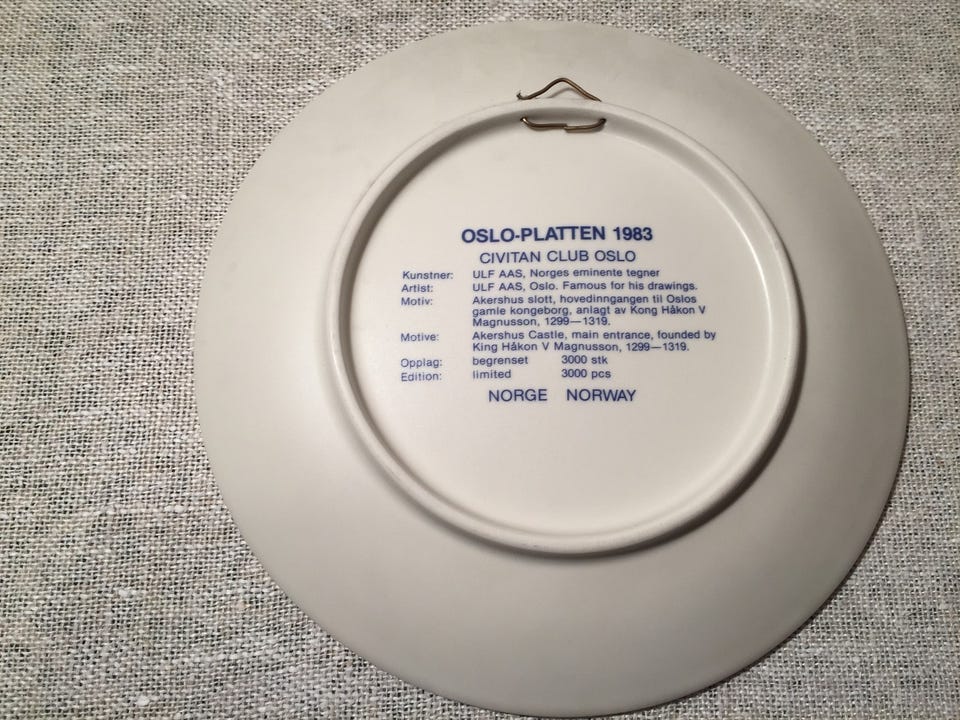 OSLO-PLATTEN 1983
CIVITAN CLUB OSLO
Kunstner: ULF AAS, Norges eminente tegner
Artist: ULF AAS, Oslo. Famous for his drawings.
Motiv: Akershus slott, hovedinngangen til Oslos
gamle kongeborg, anlagt av Kong Håkon V
Magnusson, 1299—1319.
Motive: Akershus Castle, main entrance, founded by
King Håkon V Magnusson, 1299—1319.
Opplag: begrenset 3000 stk
Edition: limited 3000 pcs
NORGE NORWAY